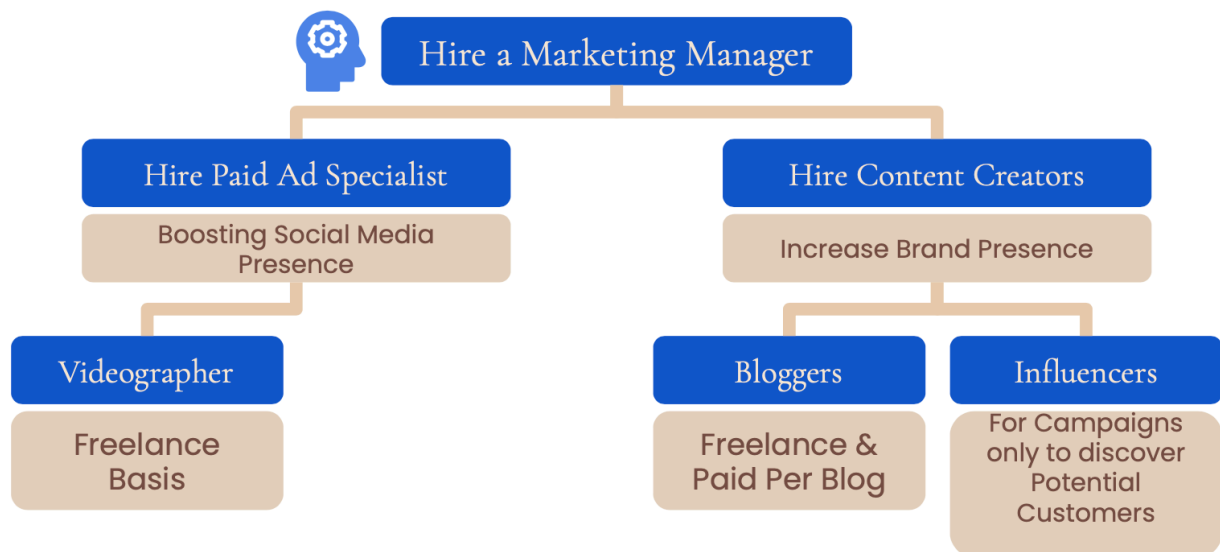 Hire a Marketing Manager
Hire Paid Ad Specialist
Boosting Social Media
Presence
Hire Content Creators
Increase Brand Presence
Videographer
Freelance
Basis
Bloggers
Freelance &
Paid Per Blog
Influencers
For Campaigns
only to discover
Potential
Customers